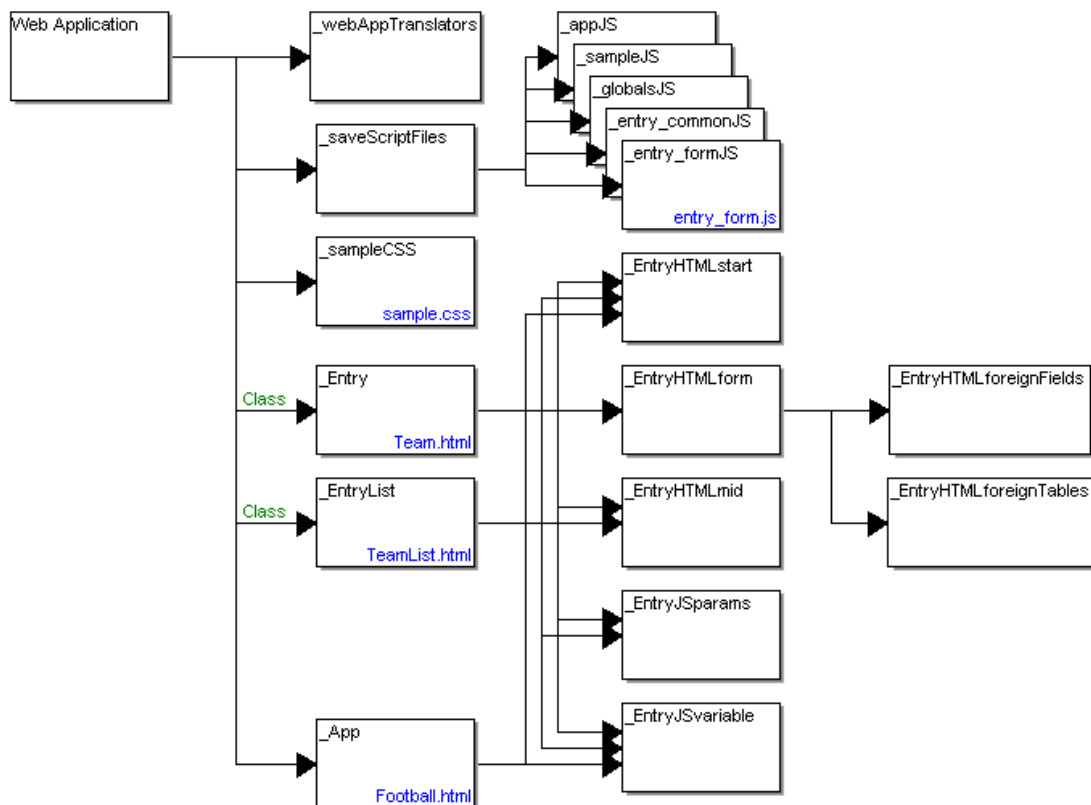 Web Application
_webAppTranslators
_appJS
_sampleJS
_globalsJS
_entry_commonJS
_entry_formJS
entry_form.js
_saveScriptFiles
_sampleCSS
sample.css
_EntryHTMLstart
Class
_Entry
Team.html
_EntryHTMLform
_EntryHTMLforeignFields
Class
_EntryList
TeamList.html
_EntryHTMLmid
_EntryHTMLforeignTables
_EntryJSparams
_App
Football.html
_EntryJSvariable